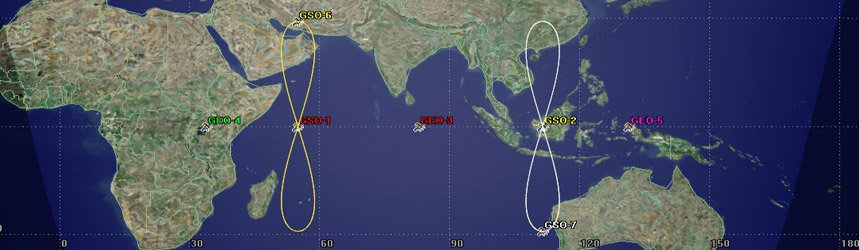 GSO-6
GEO-4
GSO-1
GEO-3
GSO-2
GEO-5
GSO-7
0
30
60
90
120
150
180